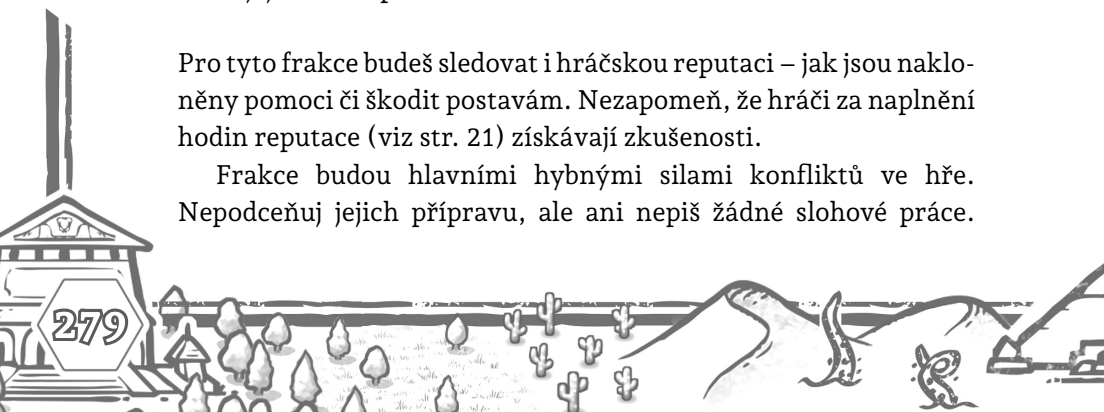 Pro tyto frakce budeš sledovat i hráčskou reputaci – jak jsou naklo-
něny pomoci či škodit postavám. Nezapomeň, že hráči za naplnění
hodin reputace (viz str. 21) získávají zkušenosti.
Frakce budou hlavními hybnými silami konfliktů ve hře.
Nepodceňuj jejich přípravu, ale ani nepiš žádné slohové práce.
279